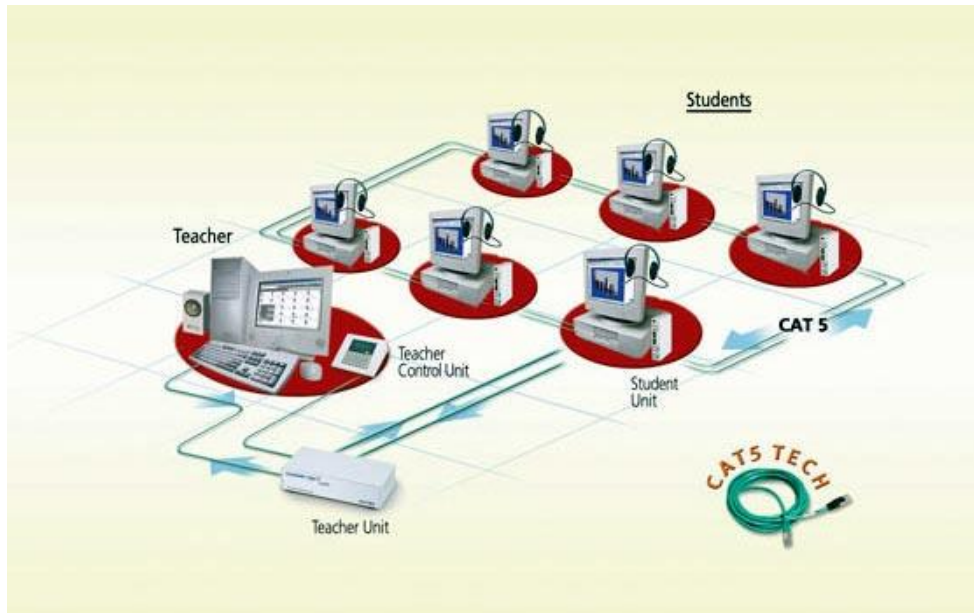 Students
Teacher
CAT 5
Teacher
Control Unit
Student
Unit
CAT5 TECH
Teacher Unit